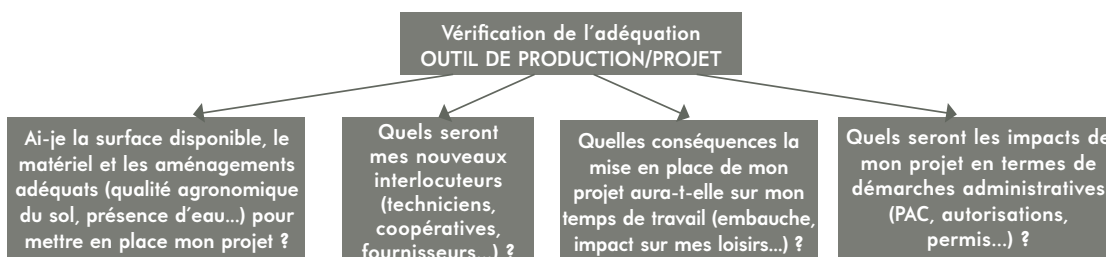 Vérification de l'adéquation
OUTIL DE PRODUCTION/PROJET
Ai-je la surface disponible, le
matériel et les aménagements
adéquats (qualité agronomique
du sol, présence d'eau...) pour
mettre en place mon projet ?
Quels seront
mes nouveaux
interlocuteurs
(techniciens,
coopératives,
fournisseurs...) ?
Quelles conséquences la
mise en place de mon
projet aura-t-elle sur mon
temps de travail (embauche,
impact sur mes loisirs...) ?
Quels seront les impacts de
mon projet en termes de
démarches administratives
(PAC, autorisations,
permis...) ?